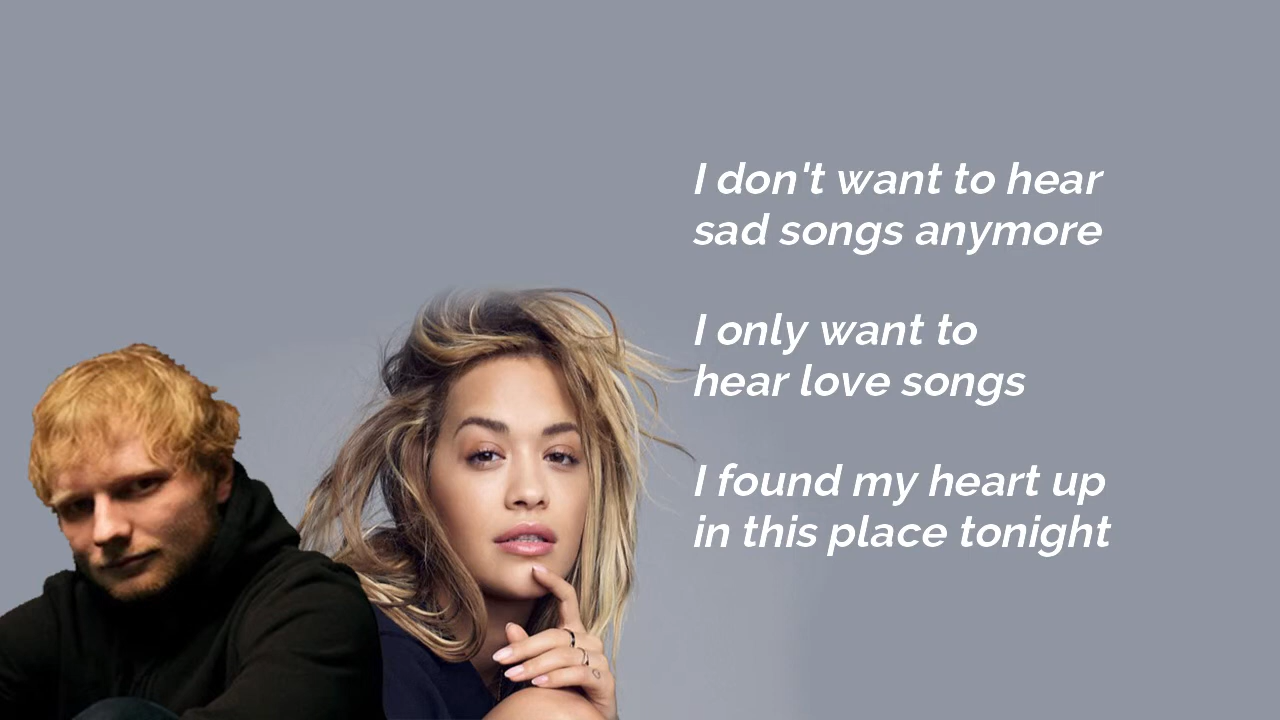 I don't want to hear
sad songs anymore
I only want to
hear love songs
I found my heart up
in this place tonight